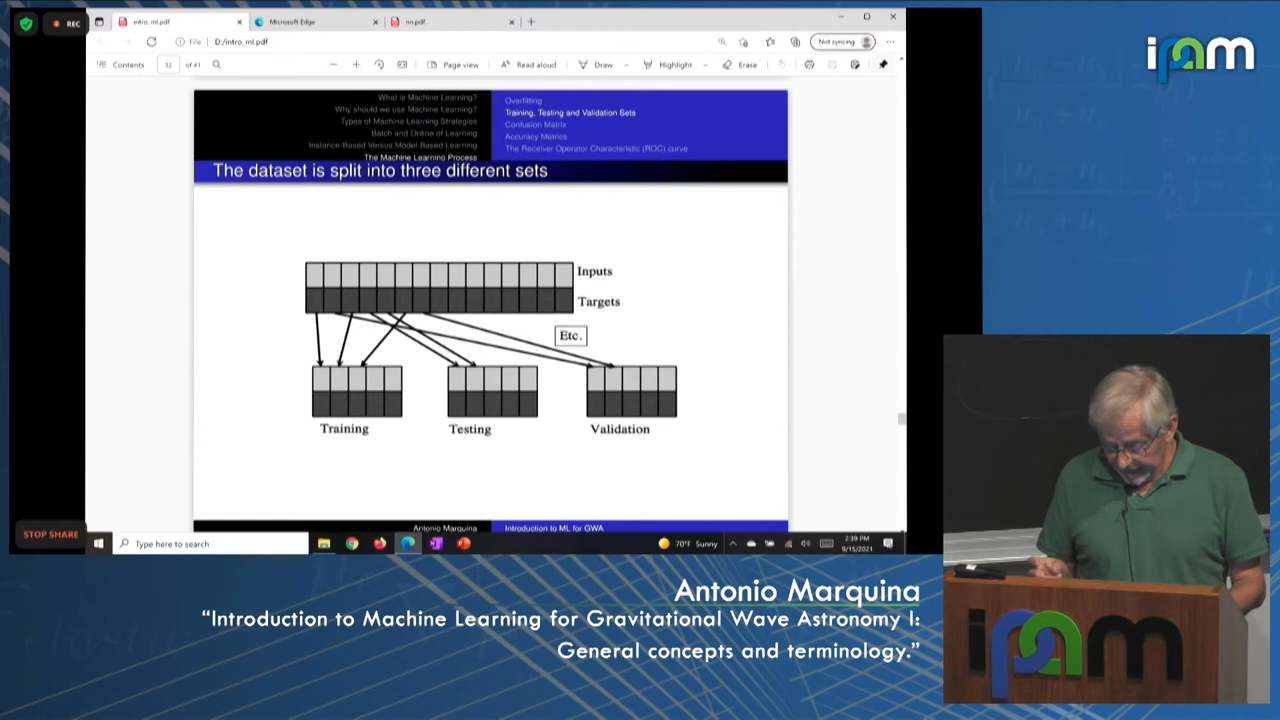 REC
intro_ml.pdf
Microsoft Edge
nn.pdf
File
D:/intro_ml.pdf
Not syncing
Contents
32
of 41
Page view
Read aloud
Draw
Highlight
Erase
What is Machine Learning?
Why should we use Machine Learning?
Types of Machine Learning Strategies
Batch and Online of Learning
Instance-Based Versus Model-Based Learning
The Machine Learning Process
Overfitting
Training, Testing and Validation Sets
Confusion Matrix
Accuracy Metrics
The Receiver Operator Characteristic (ROC) curve
The dataset is split into three different sets
Inputs
Targets
Etc.
Training
Testing
Validation
Antonio Marquina
Introduction to ML for GWA
STOP SHARE
Type here to search
70°F Sunny
2:39 PM
9/15/2021
ipam
ipam
Antonio Marquina
“Introduction to Machine Learning for Gravitational Wave Astronomy I:
General concepts and terminology.”